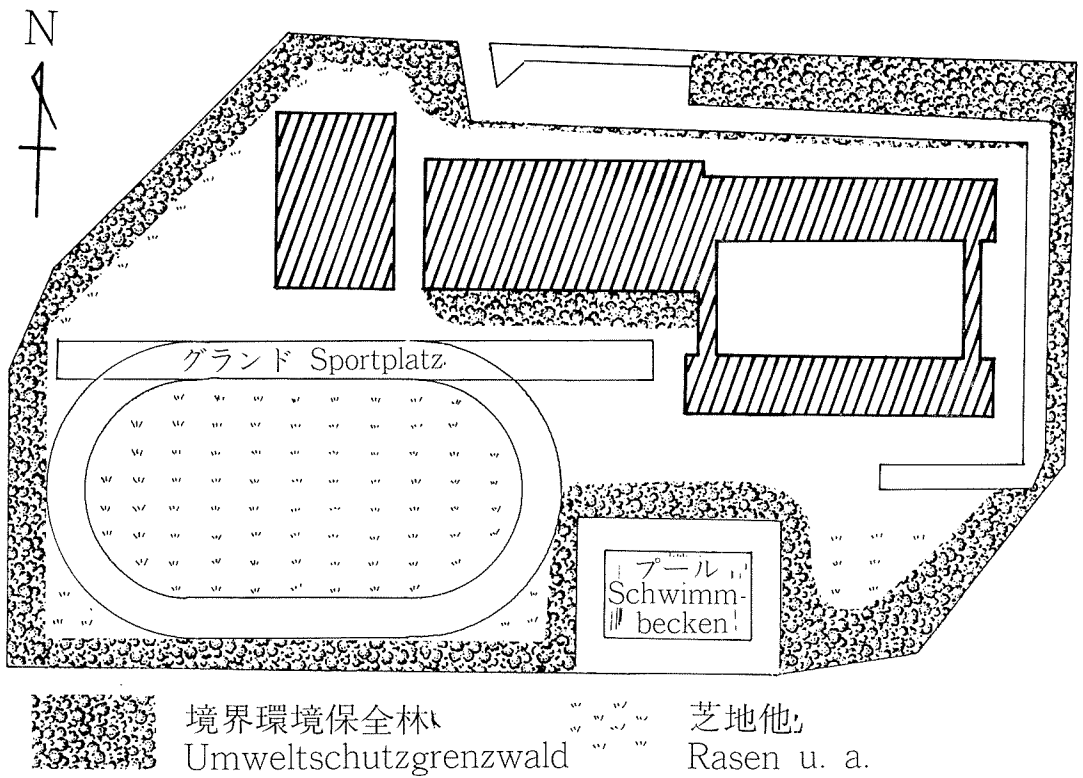 N
グランド Sportplatz
プール
Schwimm-
becken
境界環境保全林
Umweltschutzgrenzwald
芝地他
Rasen u. a.